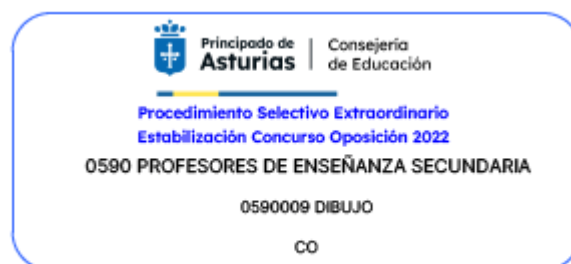 Principado de
Asturias
Consejería
de Educación
Procedimiento Selectivo Extraordinario
Estabilización Concurso Oposición 2022
0590 PROFESORES DE ENSEÑANZA SECUNDARIA
0590009 DIBUJO
CO